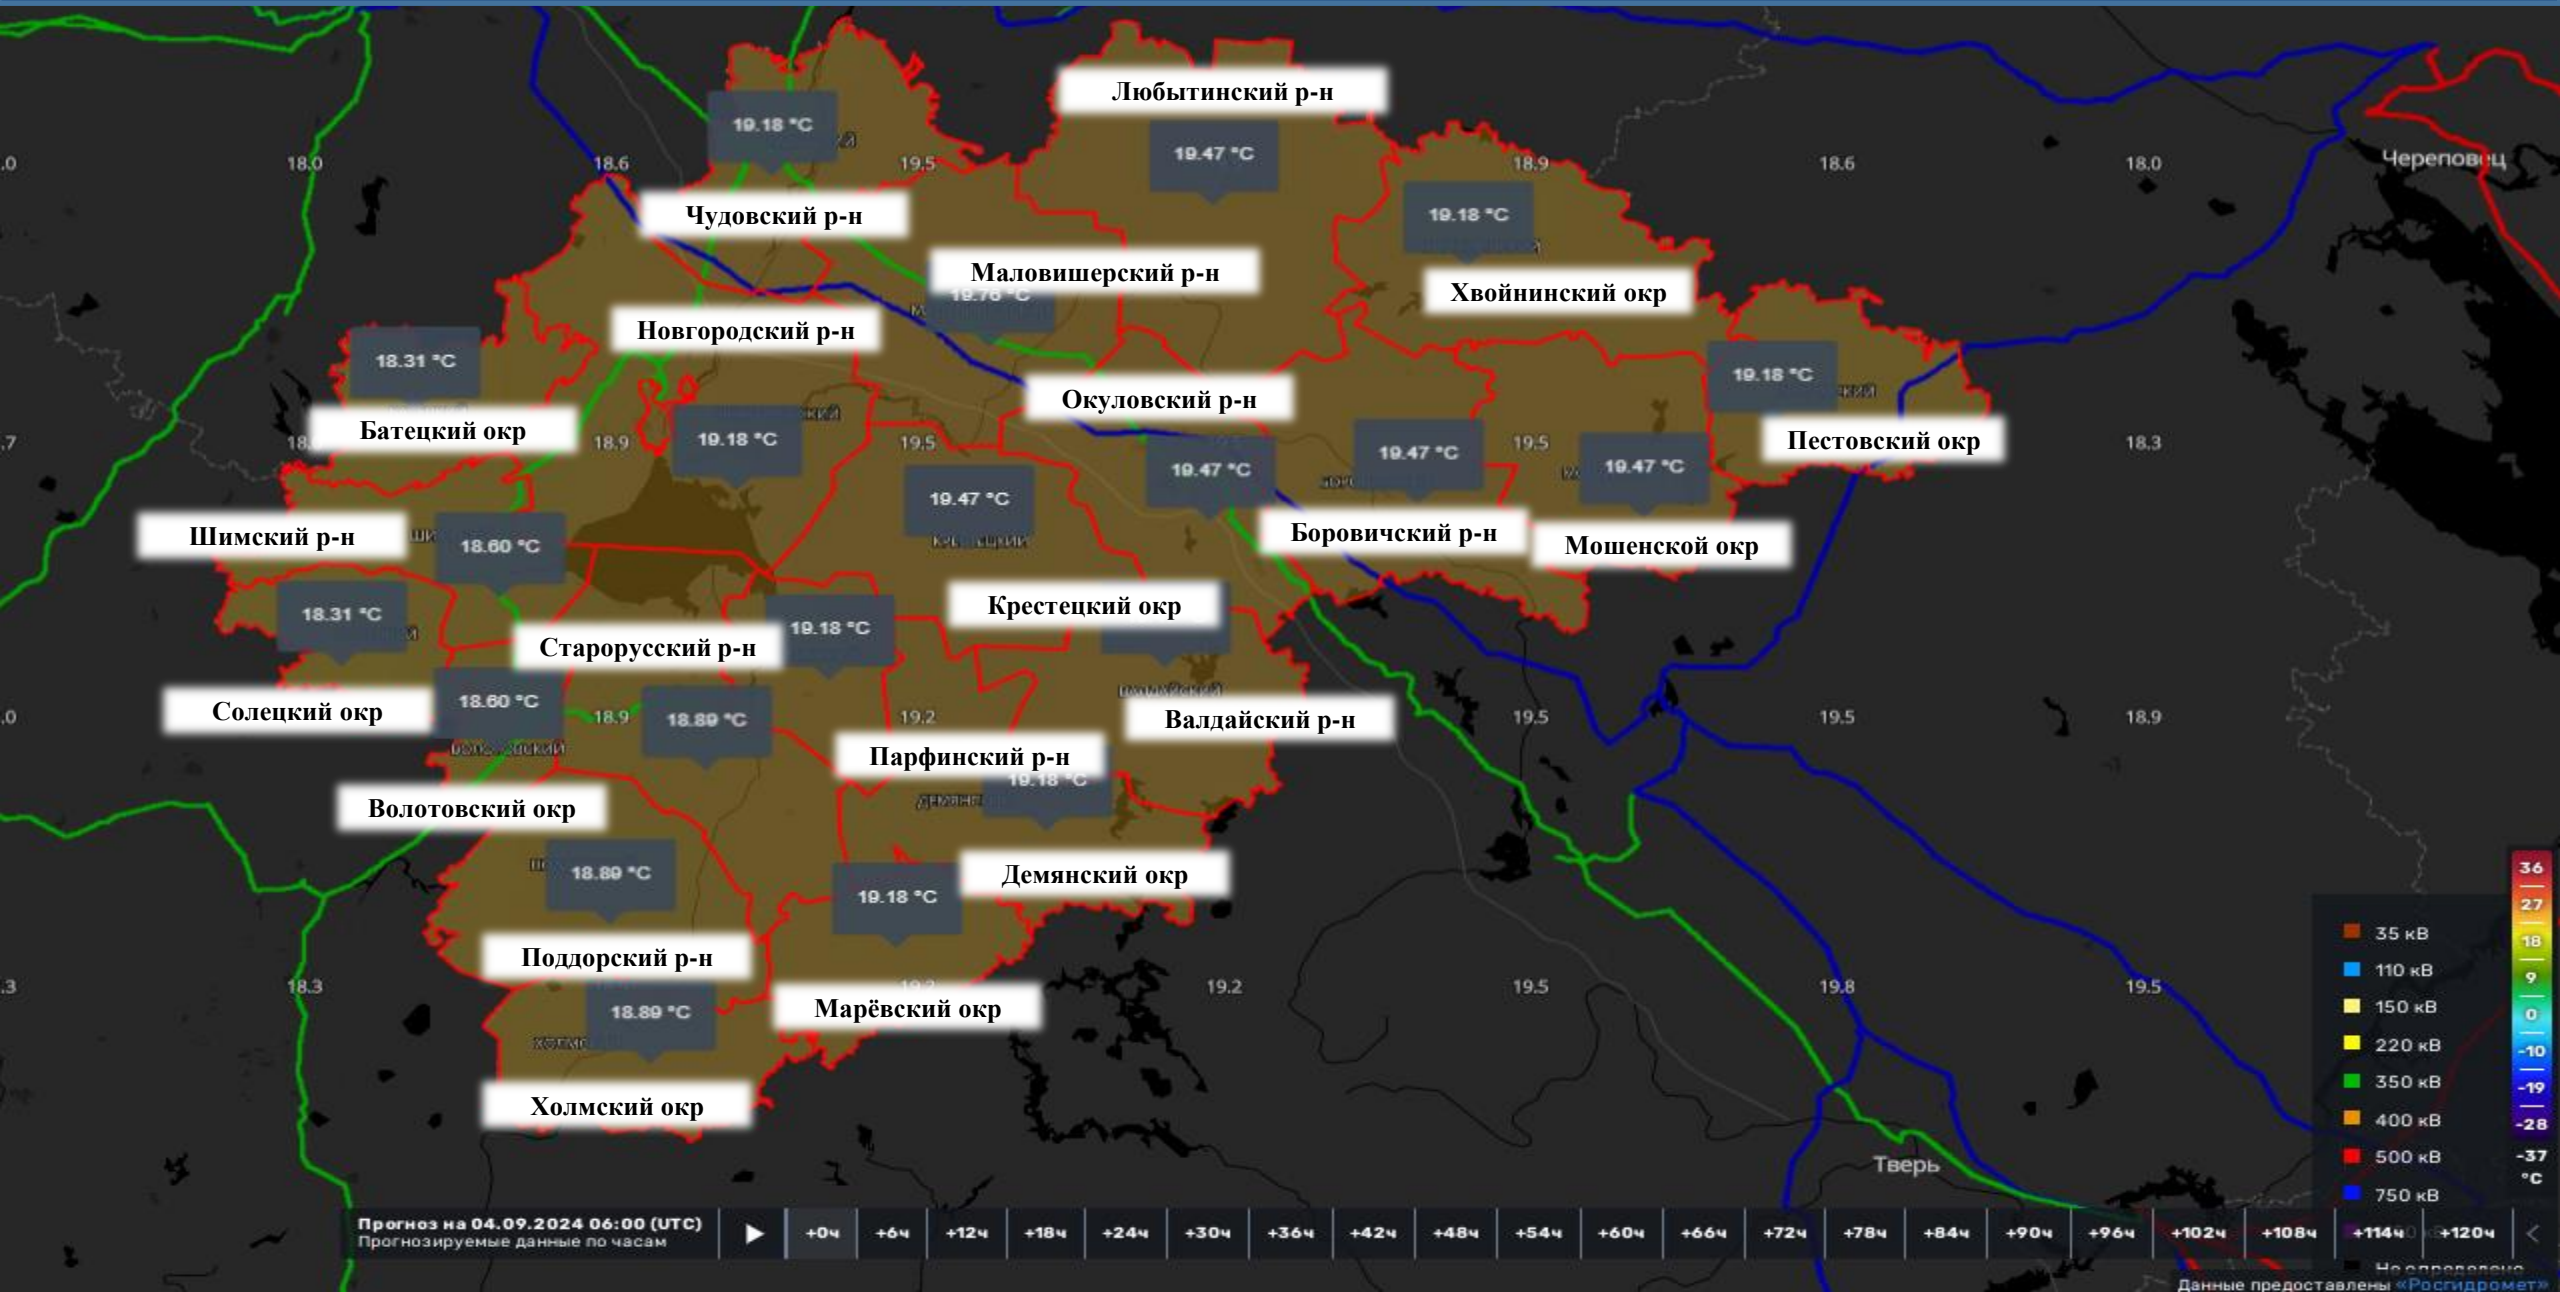 Любытинский р-н
19.18 °C
19.47 °C
.0
18.0
18.6
19.5
18.9
18.6
18.0
Череповец
Чудовский р-н
19.18 °C
Маловишерский р-н
19.76 °C
Хвойнинский окр
Новгородский р-н
18.31 °C
19.18 °C
Окуловский р-н
Батецкий окр
19.18 °C
.7
18.9
19.5
19.47 °C
19.47 °C
19.5
19.47 °C
Пестовский окр
18.3
19.47 °C
Шимский р-н
18.60 °C
Боровичский р-н
Мошенской окр
18.31 °C
Крестецкий окр
19.18 °C
Старорусский р-н
Солецкий окр
18.60 °C
.0
18.9
18.89 °C
19.2
Валдайский р-н
19.5
19.5
18.9
Парфинский р-н
19.18 °C
Волотовский окр
18.89 °C
Демянский окр
19.18 °C
Поддорский р-н
.3
18.3
18.89 °C
Марёвский окр
19.2
19.5
19.8
19.5
Холмский окр
Тверь
36
27
18
9
0
-10
-19
-28
-37
°C
35 кВ
110 кВ
150 кВ
220 кВ
350 кВ
400 кВ
500 кВ
750 кВ
Прогноз на 04.09.2024 06:00 (UTC)
Прогнозируемые данные по часам
+0ч +6ч +12ч +18ч +24ч +30ч +36ч +42ч +48ч +54ч +60ч +66ч +72ч +78ч +84ч +90ч +96ч +102ч +108ч +114ч +120ч
Данные предоставлены «Росгидромет»